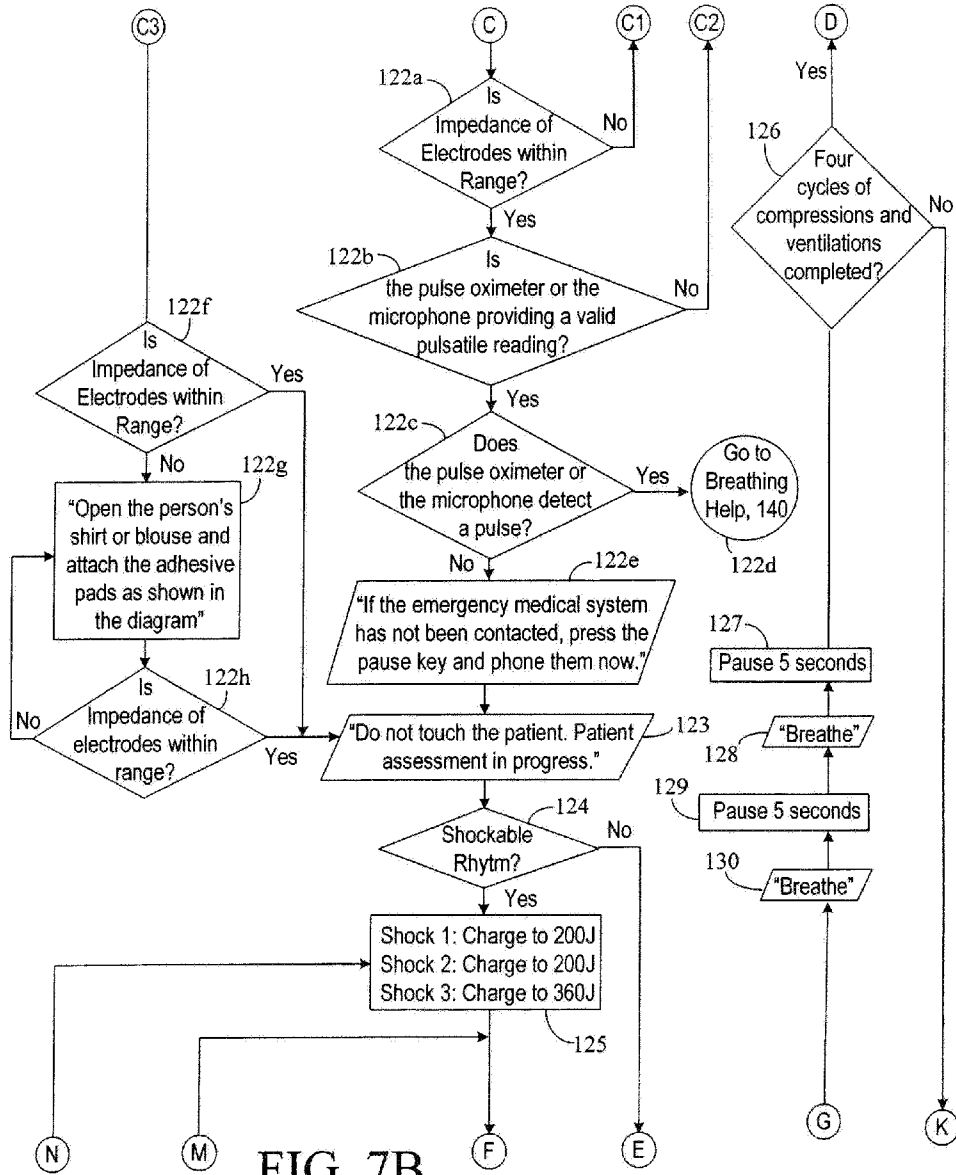 C3
C
C1
C2
D
122a
Is
Impedance of
Electrodes within
Range?
No
Yes
Yes
126
Four
cycles of
compressions and
ventilations
completed?
No
122b
Is
the pulse oximeter or the
microphone providing a valid
pulsatile reading?
No
Yes
122f
Is
Impedance of
Electrodes within
Range?
Yes
No
122c
Does
the pulse oximeter or
the microphone detect
a pulse?
Yes
No
Go to
Breathing
Help, 140
122d
122g
"Open the person's
shirt or blouse and
attach the adhesive
pads as shown in
the diagram"
122e
"If the emergency medical system
has not been contacted, press the
pause key and phone them now."
127
Pause 5 seconds
122h
Is
Impedance of
electrodes within
range?
No
Yes
"Do not touch the patient. Patient
assessment in progress."
123
"Breathe"
128
129
Pause 5 seconds
124
Shockable
Rhytm?
No
Yes
130
"Breathe"
Shock 1: Charge to 200J
Shock 2: Charge to 200J
Shock 3: Charge to 360J
125
N
M
F
E
G
K
FIG. 7B